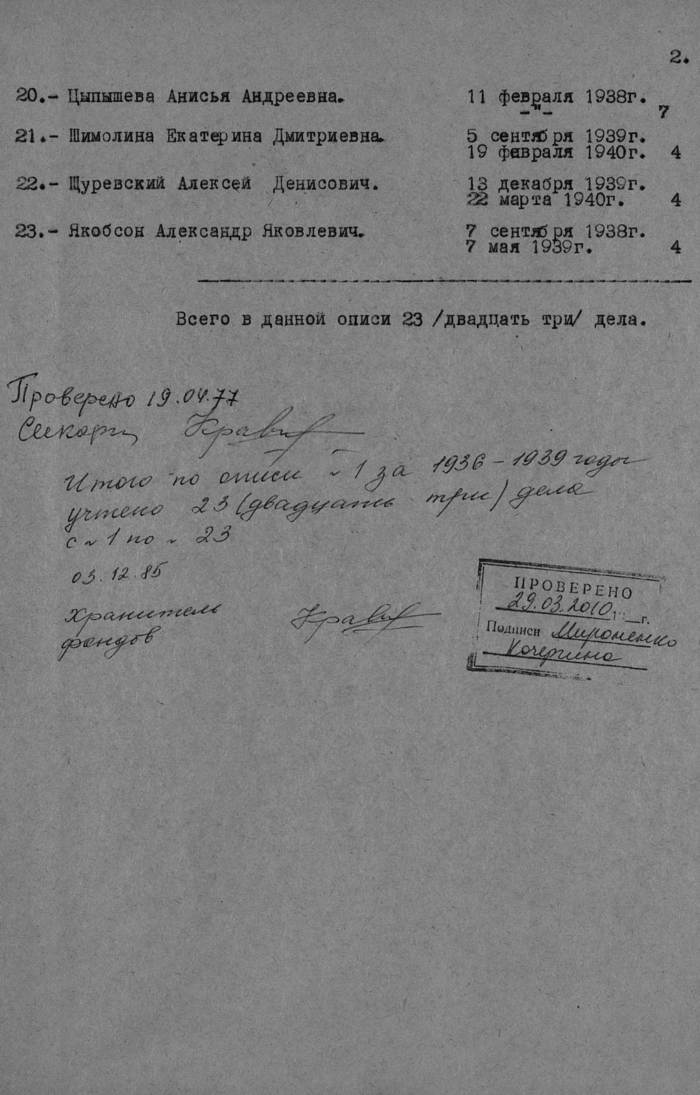 2.
20.- Цыпышева Анисья Андреевна. 11 февраля 1938г.
-"- 7
21.- Шимолина Екатерина Дмитриевна. 5 сентября 1939г.
19 февраля 1940г. 4
22.- Щуревский Алексей Денисович. 13 декабря 1939г.
22 марта 1940г. 4
23.- Якобсон Александр Яковлевич. 7 сентября 1938г.
7 мая 1939г. 4
Всего в данной описи 23 /двадцать три/ дела.
Проверено 19.04.77
Итого по описи № 1 за 1936-1939 годы
учтено 23 (двадцать три) дела
с № 1 по № 23
03.12.85
Хранитель
фондов
ПРОВЕРЕНО
29.03.2010 г.
Подписи Мироненко
Кочергина